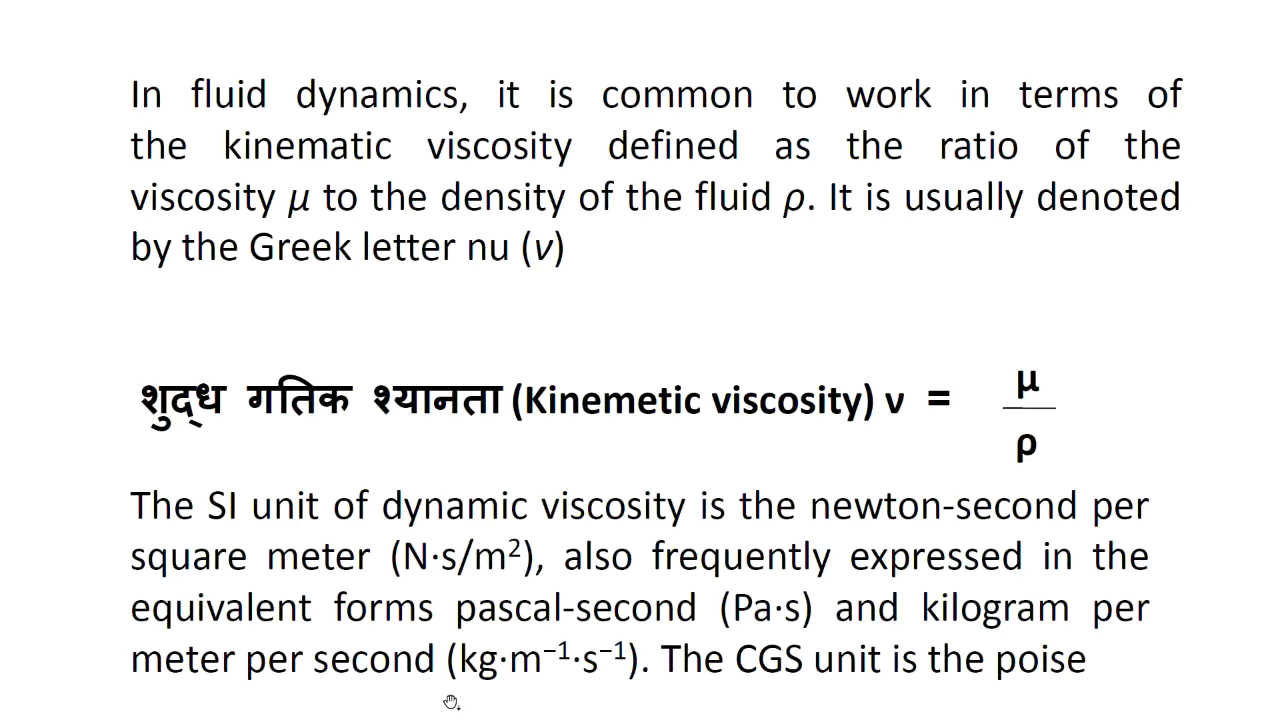 In fluid dynamics, it is common to work in terms of
the kinematic viscosity defined as the ratio of the
viscosity μ to the density of the fluid ρ. It is usually denoted
by the Greek letter nu (ν)
शुद्ध गतिक श्यानता (Kinemetic viscosity) ν = μ
ρ
The SI unit of dynamic viscosity is the newton-second per
square meter (N·s/m²), also frequently expressed in the
equivalent forms pascal-second (Pa·s) and kilogram per
meter per second (kg·m⁻¹·s⁻¹). The CGS unit is the poise